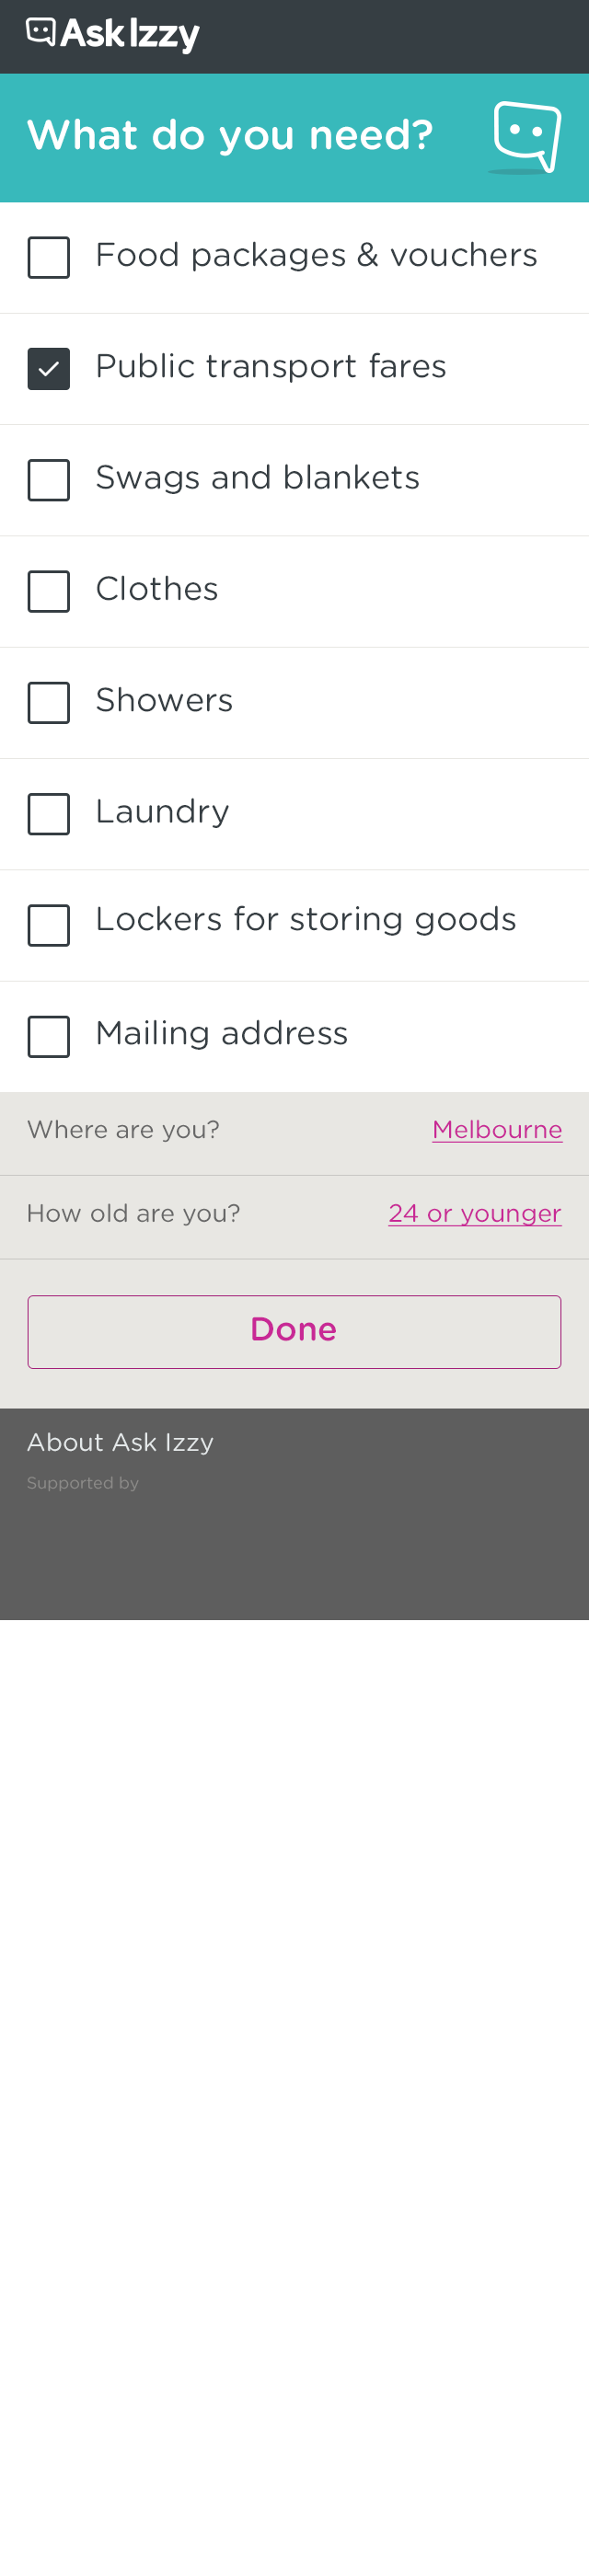 Ask Izzy
What do you need?
Food packages & vouchers
Public transport fares
Swags and blankets
Clothes
Showers
Laundry
Lockers for storing goods
Mailing address
Where are you? Melbourne
How old are you? 24 or younger
Done
About Ask Izzy
Supported by